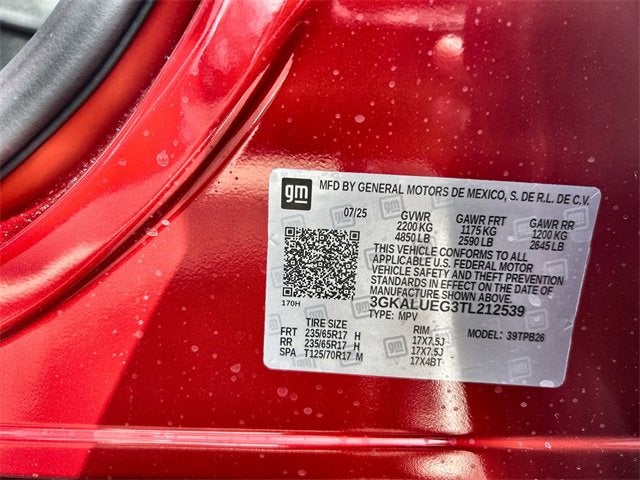 gm MFD BY GENERAL MOTORS DE MEXICO, S. DE R.L. DE C.V.
07/25 GVWR GAWR FRT GAWR RR
2200 KG 1175 KG 1200 KG
4850 LB 2590 LB 2645 LB
THIS VEHICLE CONFORMS TO ALL
APPLICABLE U.S. FEDERAL MOTOR
VEHICLE SAFETY AND THEFT PREVENTION
STANDARDS IN EFFECT ON THE DATE OF
MANUFACTURE SHOWN ABOVE.
170H 3GKALUEG3TL212539
TYPE: MPV MODEL: 39TPB26
TIRE SIZE RIM
FRT 235/65R17 H 17X7.5J
RR 235/65R17 H 17X7.5J
SPA T125/70R17 M 17X4BT